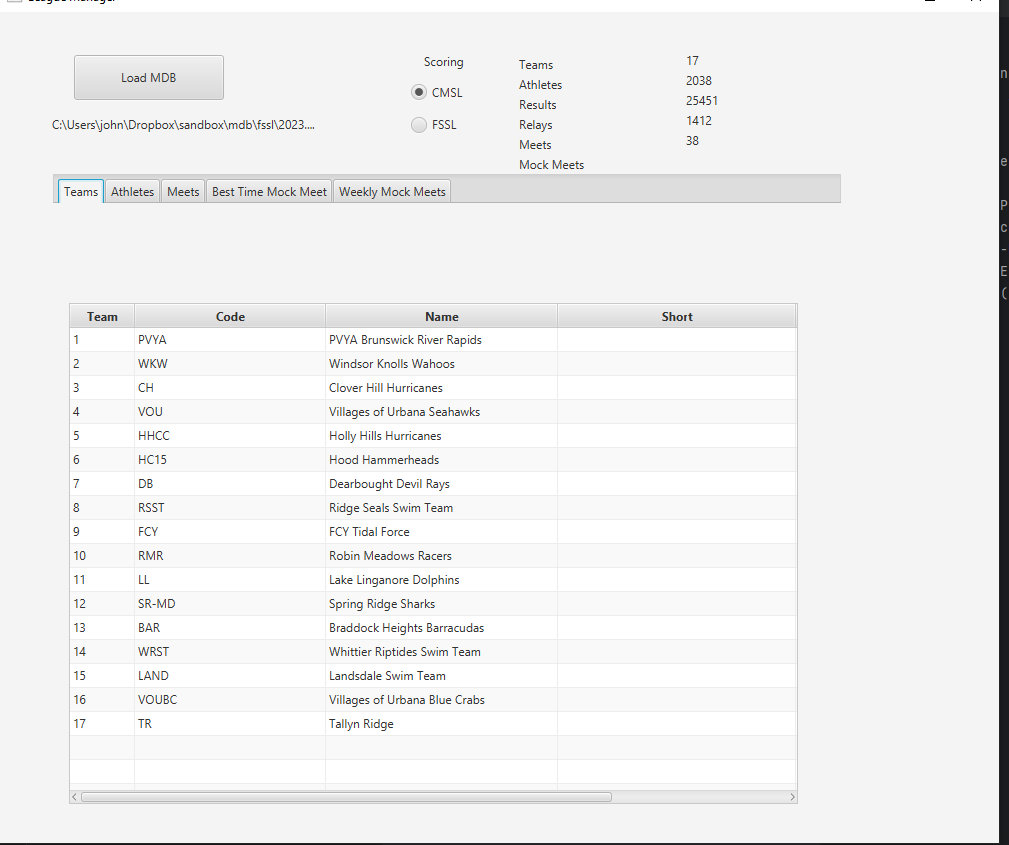 Load MDB
C:\Users\john\Dropbox\sandbox\mdb\fssl\2023....
Scoring
CMSL
FSSL
Teams 17
Athletes 2038
Results 25451
Relays 1412
Meets 38
Mock Meets
Teams Athletes Meets Best Time Mock Meet Weekly Mock Meets
Team Code Name Short
1 PVYA PVYA Brunswick River Rapids
2 WKW Windsor Knolls Wahoos
3 CH Clover Hill Hurricanes
4 VOU Villages of Urbana Seahawks
5 HHCC Holly Hills Hurricanes
6 HC15 Hood Hammerheads
7 DB Dearbought Devil Rays
8 RSST Ridge Seals Swim Team
9 FCY FCY Tidal Force
10 RMR Robin Meadows Racers
11 LL Lake Linganore Dolphins
12 SR-MD Spring Ridge Sharks
13 BAR Braddock Heights Barracudas
14 WRST Whittier Riptides Swim Team
15 LAND Landsdale Swim Team
16 VOUBC Villages of Urbana Blue Crabs
17 TR Tallyn Ridge
n
e
P
c
-
E
(